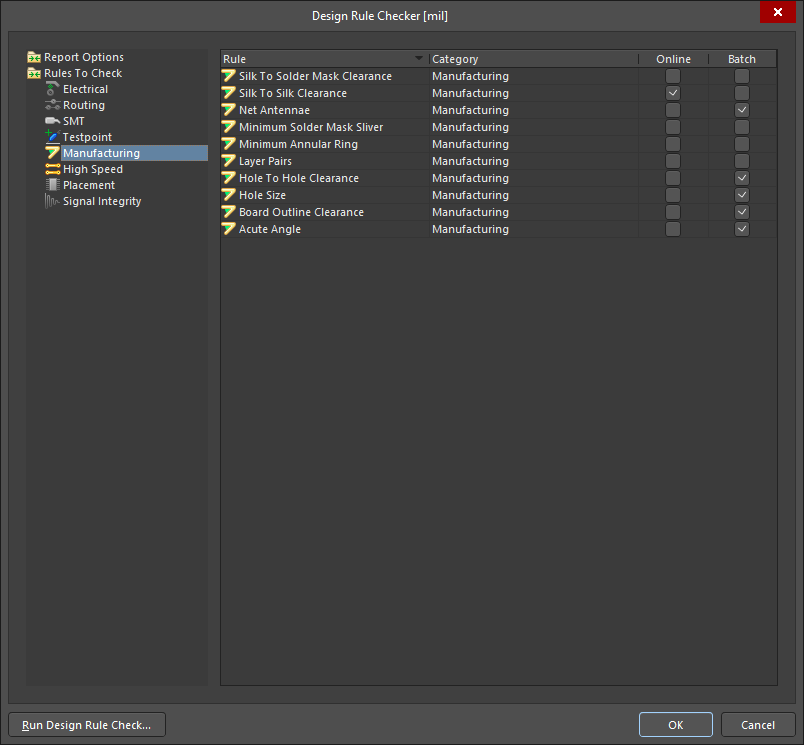 Design Rule Checker [mil]
Report Options
Rules To Check
Electrical
Routing
SMT
Testpoint
Manufacturing
High Speed
Placement
Signal Integrity
Rule Category Online Batch
Silk To Solder Mask Clearance Manufacturing
Silk To Silk Clearance Manufacturing
Net Antennae Manufacturing
Minimum Solder Mask Sliver Manufacturing
Minimum Annular Ring Manufacturing
Layer Pairs Manufacturing
Hole To Hole Clearance Manufacturing
Hole Size Manufacturing
Board Outline Clearance Manufacturing
Acute Angle Manufacturing
Run Design Rule Check... OK Cancel